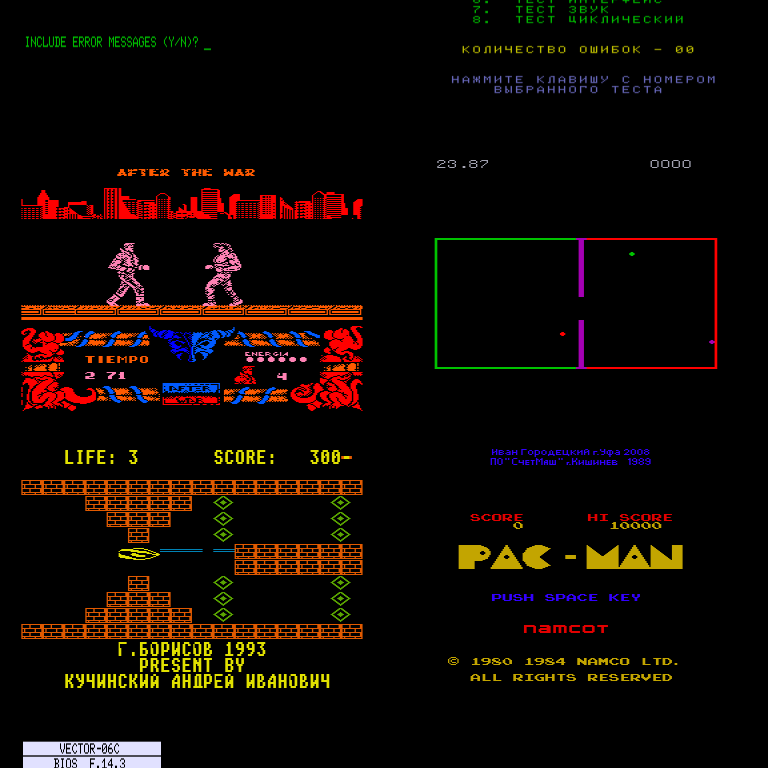 INCLUDE ERROR MESSAGES (Y/N)? _
7. ТЕСТ ЗВУК
8. ТЕСТ ЦИКЛИЧЕСКИЙ
КОЛИЧЕСТВО ОШИБОК - 00
НАЖМИТЕ КЛАВИШУ С НОМЕРОМ
ВЫБРАННОГО ТЕСТА
AFTER THE WAR
TIEMPO
ENERGIA
2 71
4
23.87 0000
LIFE: 3 SCORE: 300
Г.БОРИСОВ 1993
PRESENT BY
КУЧИНСКИЙ АНДРЕЙ ИВАНОВИЧ
Иван Городецкий г.Уфа 2008
ПО"СчетМаш" г.Кишинев 1989
SCORE HI SCORE
0 10000
PAC-MAN
PUSH SPACE KEY
namcot
© 1980 1984 NAMCO LTD.
ALL RIGHTS RESERVED
VECTOR-06C
BIOS F.14.3